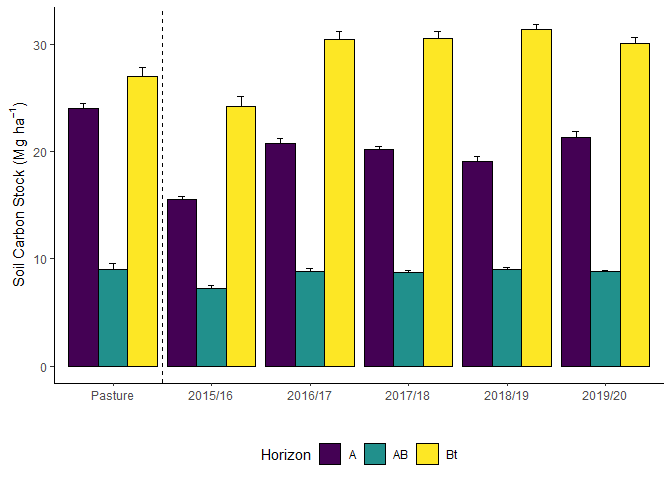 Soil Carbon Stock (Mg ha⁻¹)
30
20
10
0
Pasture 2015/16 2016/17 2017/18 2018/19 2019/20
Horizon A AB Bt